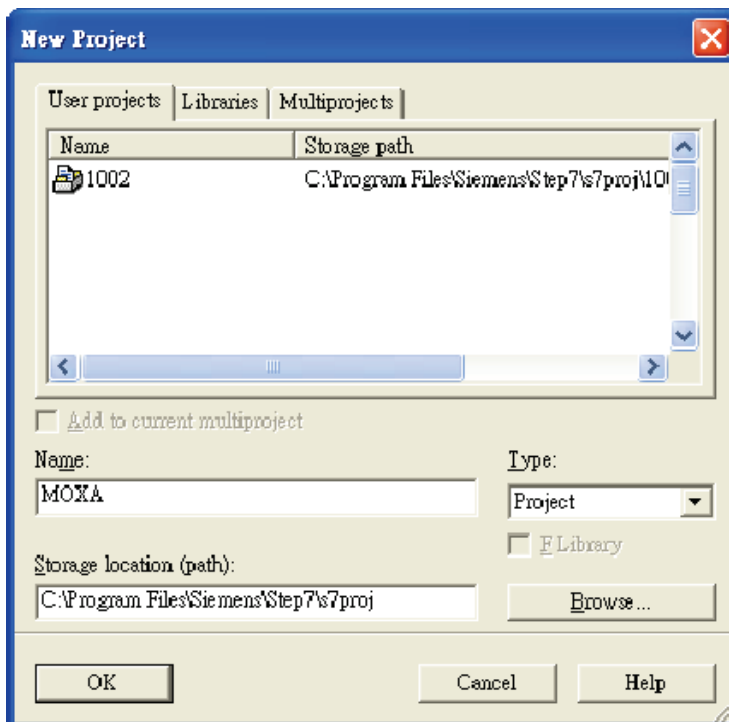 New Project
User projects Libraries Multiprojects
Name Storage path
1002 C:\Program Files\Siemens\Step7\s7proj\10
Add to current multiproject
Name: Type:
MOXA Project
F Library
Storage location (path):
C:\Program Files\Siemens\Step7\s7proj Browse...
OK Cancel Help